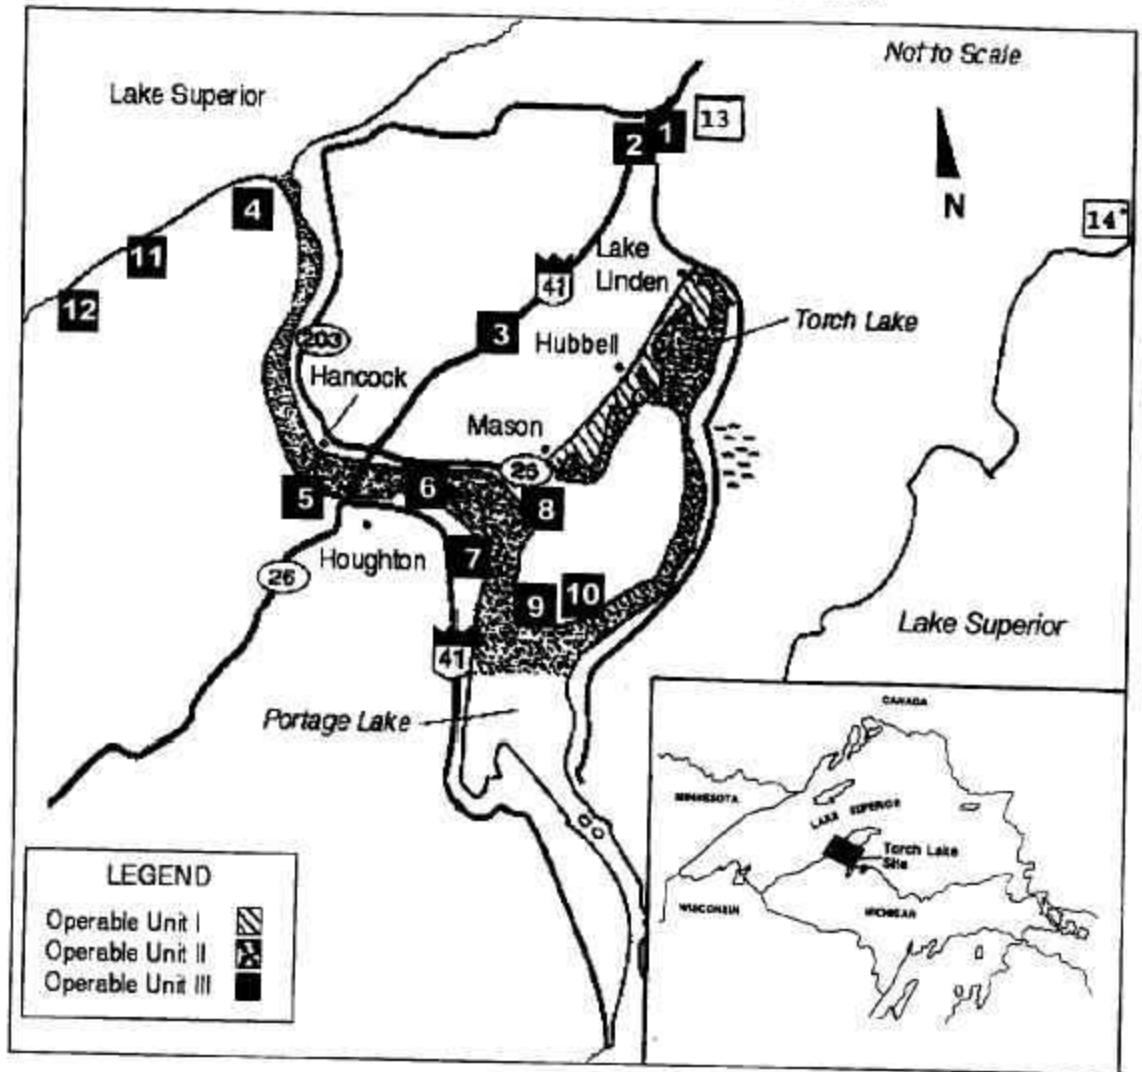 Not to Scale
Lake Superior
13
1
2
N
14*
4
11
12
Lake
Linden
41
Torch Lake
3
Hubbell
203
Hancock
Mason
26
5
6
8
Houghton
7
26
9
10
Lake Superior
41
Portage Lake
CANADA
MINNESOTA
LAKE SUPERIOR
Torch Lake
Site
WISCONSIN
MICHIGAN
LEGEND
Operable Unit I
Operable Unit II
Operable Unit III